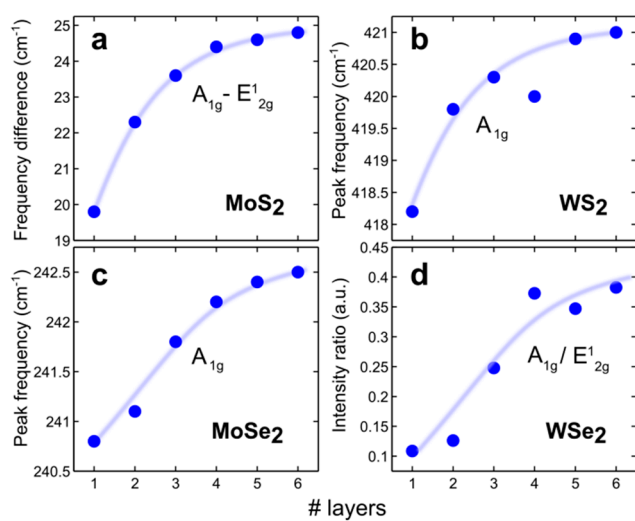 a
Frequency difference (cm⁻¹)
25
24
23
22
21
20
19
A₁g- E¹₂g
MoS₂
b
Peak frequency (cm⁻¹)
421
420.5
420
419.5
419
418.5
418
A₁g
WS₂
c
Peak frequency (cm⁻¹)
242.5
242
241.5
241
240.5
A₁g
MoSe₂
1 2 3 4 5 6
d
Intensity ratio (a.u.)
0.45
0.4
0.35
0.3
0.25
0.2
0.15
0.1
A₁g/ E¹₂g
WSe₂
1 2 3 4 5 6
# layers